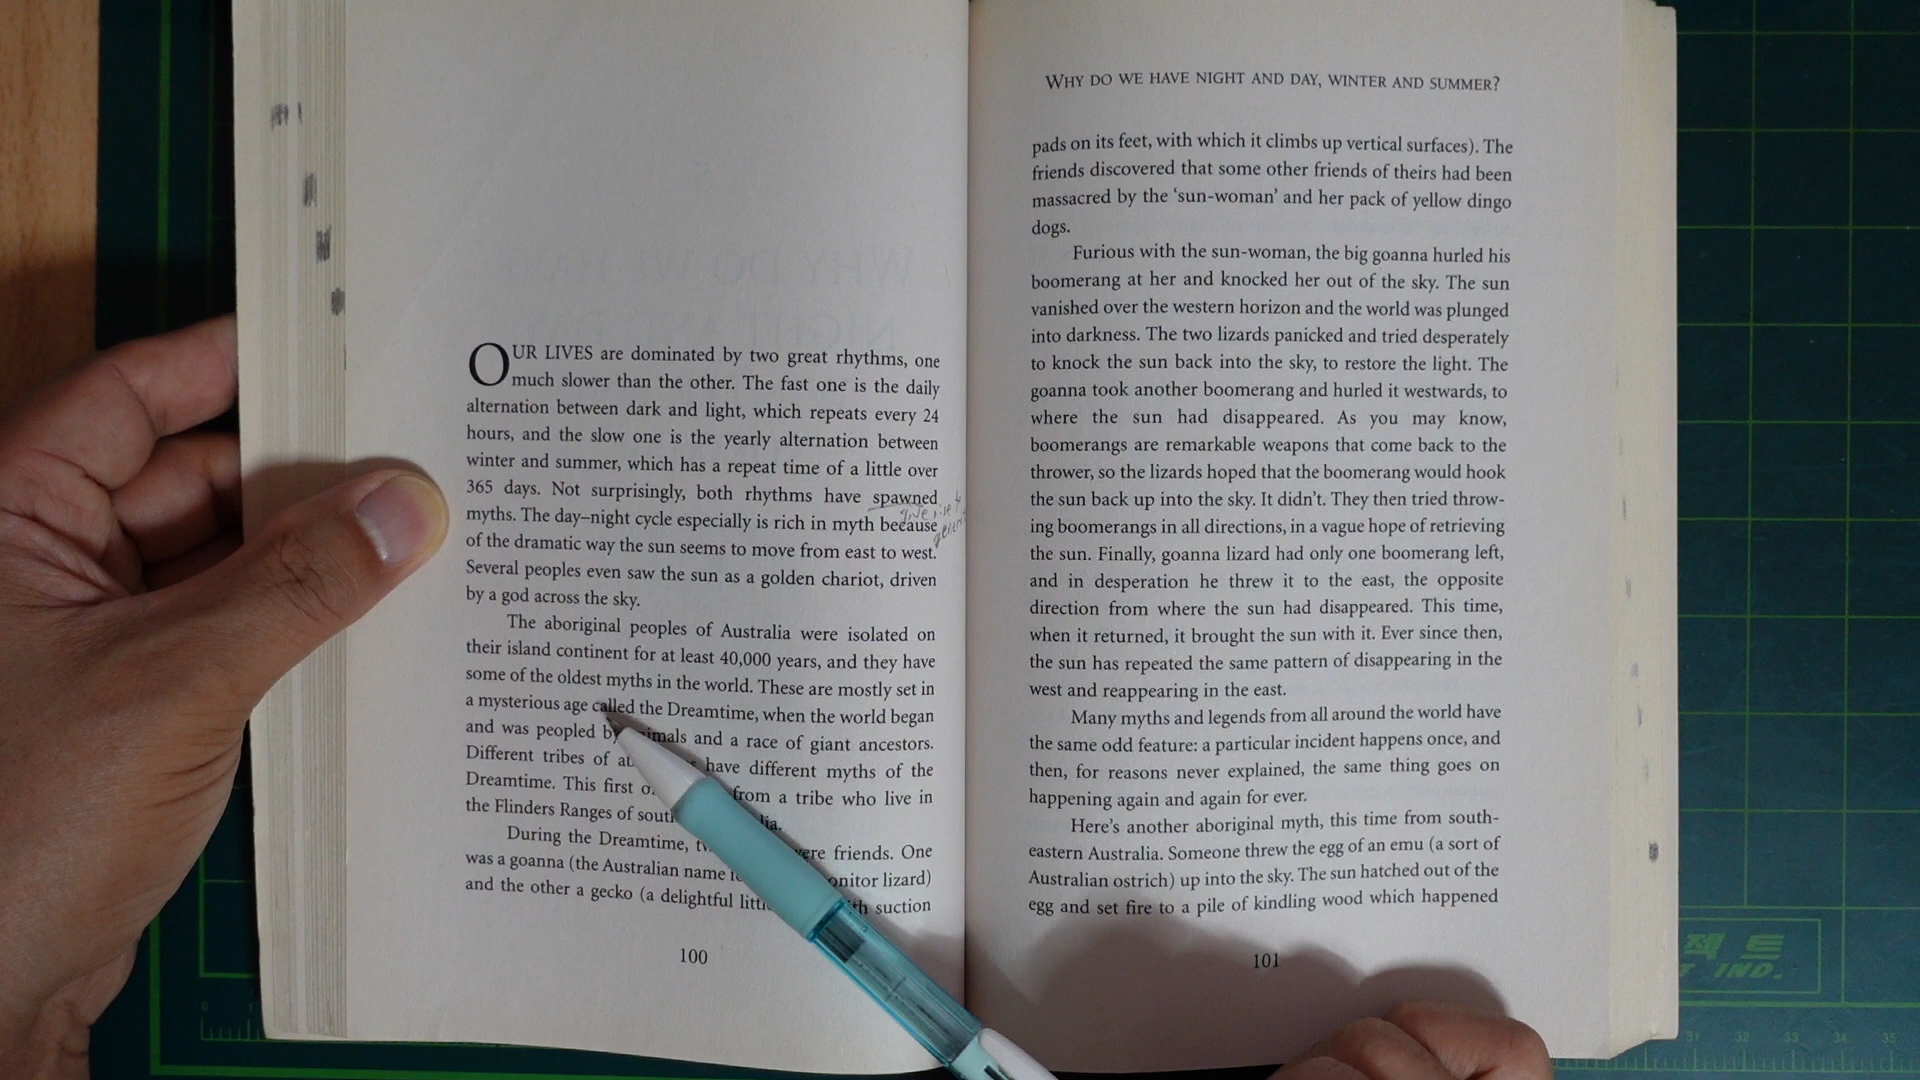 OUR LIVES are dominated by two great rhythms, one
much slower than the other. The fast one is the daily
alternation between dark and light, which repeats every 24
hours, and the slow one is the yearly alternation between
winter and summer, which has a repeat time of a little over
365 days. Not surprisingly, both rhythms have spawned
myths. The day–night cycle especially is rich in myth because
of the dramatic way the sun seems to move from east to west.
Several peoples even saw the sun as a golden chariot, driven
by a god across the sky.
The aboriginal peoples of Australia were isolated on
their island continent for at least 40,000 years, and they have
some of the oldest myths in the world. These are mostly set in
a mysterious age called the Dreamtime, when the world began
and was peopled by animals and a race of giant ancestors.
Different tribes of have different myths of the
Dreamtime. This first from a tribe who live in
the Flinders Ranges of
During the Dreamtime, were friends. One
was a goanna (the Australian name monitor lizard)
and the other a gecko (a delightful suction
100
WHY DO WE HAVE NIGHT AND DAY, WINTER AND SUMMER?
pads on its feet, with which it climbs up vertical surfaces). The
friends discovered that some other friends of theirs had been
massacred by the ‘sun-woman’ and her pack of yellow dingo
dogs.
Furious with the sun-woman, the big goanna hurled his
boomerang at her and knocked her out of the sky. The sun
vanished over the western horizon and the world was plunged
into darkness. The two lizards panicked and tried desperately
to knock the sun back into the sky, to restore the light. The
goanna took another boomerang and hurled it westwards, to
where the sun had disappeared. As you may know,
boomerangs are remarkable weapons that come back to the
thrower, so the lizards hoped that the boomerang would hook
the sun back up into the sky. It didn’t. They then tried throw-
ing boomerangs in all directions, in a vague hope of retrieving
the sun. Finally, goanna lizard had only one boomerang left,
and in desperation he threw it to the east, the opposite
direction from where the sun had disappeared. This time,
when it returned, it brought the sun with it. Ever since then,
the sun has repeated the same pattern of disappearing in the
west and reappearing in the east.
Many myths and legends from all around the world have
the same odd feature: a particular incident happens once, and
then, for reasons never explained, the same thing goes on
happening again and again for ever.
Here’s another aboriginal myth, this time from south-
eastern Australia. Someone threw the egg of an emu (a sort of
Australian ostrich) up into the sky. The sun hatched out of the
egg and set fire to a pile of kindling wood which happened
101
젝트
IND.
0
31 32 33 34 35